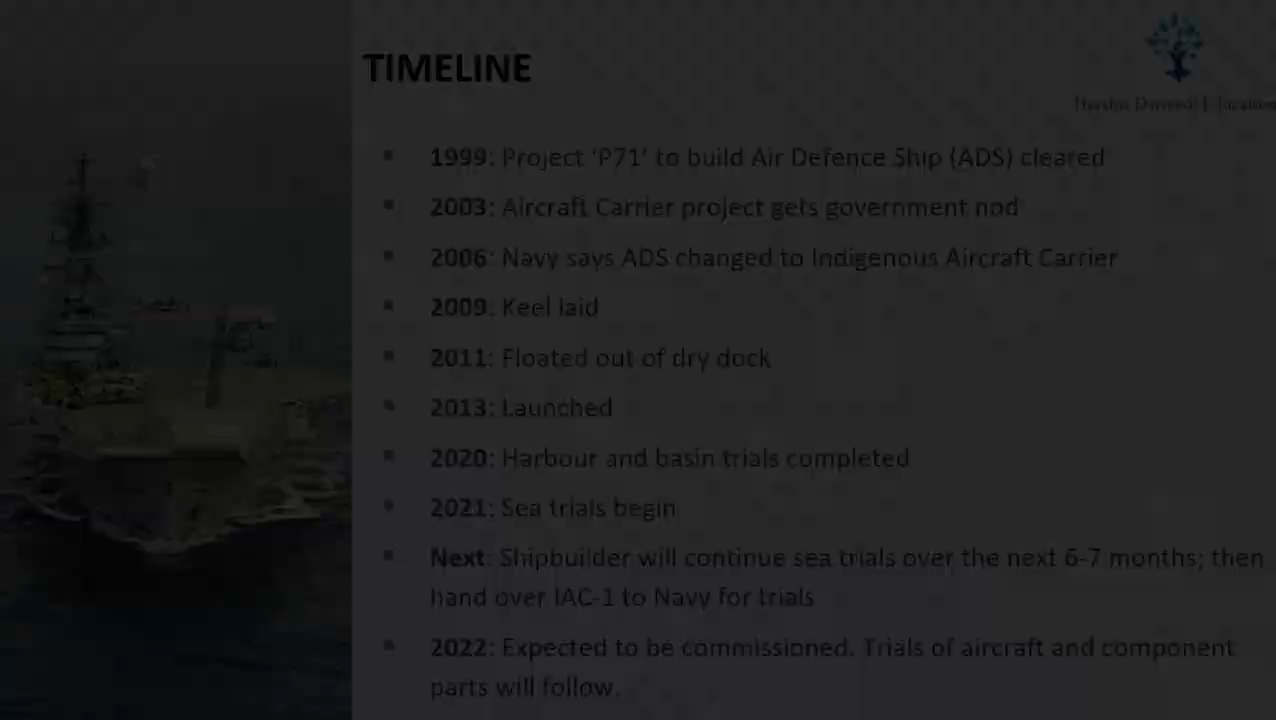 TIMELINE
1999: Project ‘P71’ to build Air Defence Ship (ADS) cleared
2003: Aircraft Carrier project gets government nod
2006: Navy says ADS changed to Indigenous Aircraft Carrier
2009: Keel laid
2011: Floated out of dry dock
2013: Launched
2020: Harbour and basin trials completed
2021: Sea trials begin
Next: Shipbuilder will continue sea trials over the next 6-7 months; then
hand over IAC-1 to Navy for trials
2022: Expected to be commissioned. Trials of aircraft and component
parts will follow.